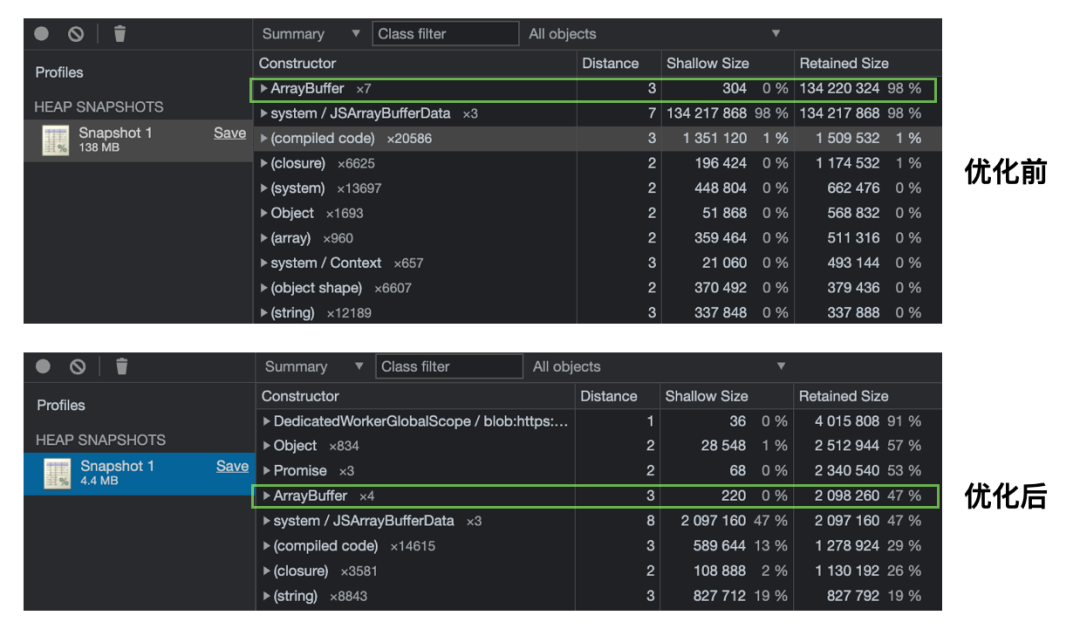 Summary ▼ Class filter All objects ▼
Profiles
HEAP SNAPSHOTS
Snapshot 1 Save
138 MB
Constructor Distance Shallow Size Retained Size
ArrayBuffer ×7 3 304 0 % 134 220 324 98 %
system / JSArrayBufferData ×3 7 134 217 868 98 % 134 217 868 98 %
(compiled code) ×20586 3 1 351 120 1 % 1 509 532 1 %
(closure) ×6625 2 196 424 0 % 1 174 532 1 %
(system) ×13697 2 448 804 0 % 662 476 0 %
Object ×1693 2 51 868 0 % 568 832 0 %
(array) ×960 2 359 464 0 % 511 316 0 %
system / Context ×657 3 21 060 0 % 493 144 0 %
(object shape) ×6607 2 370 492 0 % 379 436 0 %
(string) ×12189 3 337 848 0 % 337 888 0 %
优化前
Summary ▼ Class filter All objects ▼
Profiles
HEAP SNAPSHOTS
Snapshot 1 Save
4.4 MB
Constructor Distance Shallow Size Retained Size
DedicatedWorkerGlobalScope / blob:https:... 1 36 0 % 4 015 808 91 %
Object ×834 2 28 548 1 % 2 512 944 57 %
Promise ×3 2 68 0 % 2 340 540 53 %
ArrayBuffer ×4 3 220 0 % 2 098 260 47 %
system / JSArrayBufferData ×3 8 2 097 160 47 % 2 097 160 47 %
(compiled code) ×14615 3 589 644 13 % 1 278 924 29 %
(closure) ×3581 2 108 888 2 % 1 130 192 26 %
(string) ×8843 3 827 712 19 % 827 792 19 %
优化后